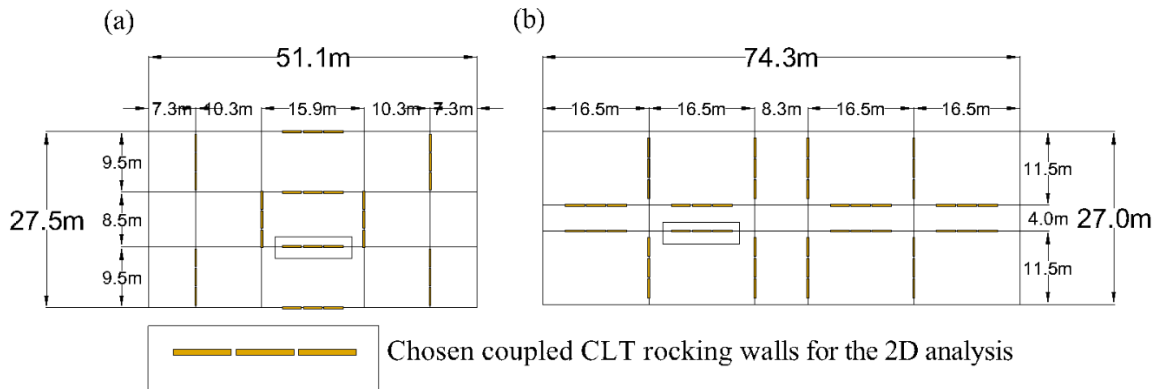 (a)
(b)
51.1m
74.3m
7.3m 10.3m 15.9m 10.3m 7.3m
16.5m 16.5m 8.3m 16.5m 16.5m
9.5m
11.5m
27.5m 8.5m
4.0m 27.0m
9.5m
11.5m
Chosen coupled CLT rocking walls for the 2D analysis